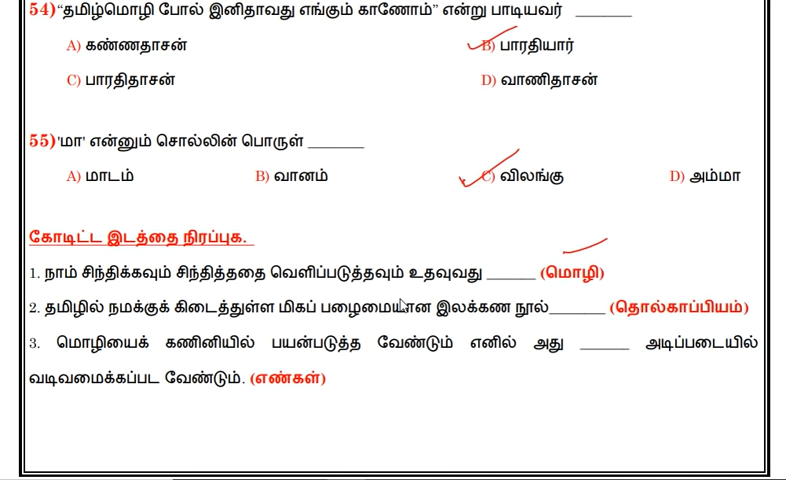 54)“தமிழ்மொழி போல் இனிதாவது எங்கும் காணோம்” என்று பாடியவர் _______
A) கண்ணதாசன் B) பாரதியார்
C) பாரதிதாசன் D) வாணிதாசன்
55)'மா' என்னும் சொல்லின் பொருள் _______
A) மாடம் B) வானம் C) விலங்கு D) அம்மா
கோடிட்ட இடத்தை நிரப்புக.
1. நாம் சிந்திக்கவும் சிந்தித்ததை வெளிப்படுத்தவும் உதவுவது ______ (மொழி)
2. தமிழில் நமக்குக் கிடைத்துள்ள மிகப் பழைமையான இலக்கண நூல்_______ (தொல்காப்பியம்)
3. மொழியைக் கணினியில் பயன்படுத்த வேண்டும் எனில் அது ______ அடிப்படையில்
வடிவமைக்கப்பட வேண்டும். (எண்கள்)